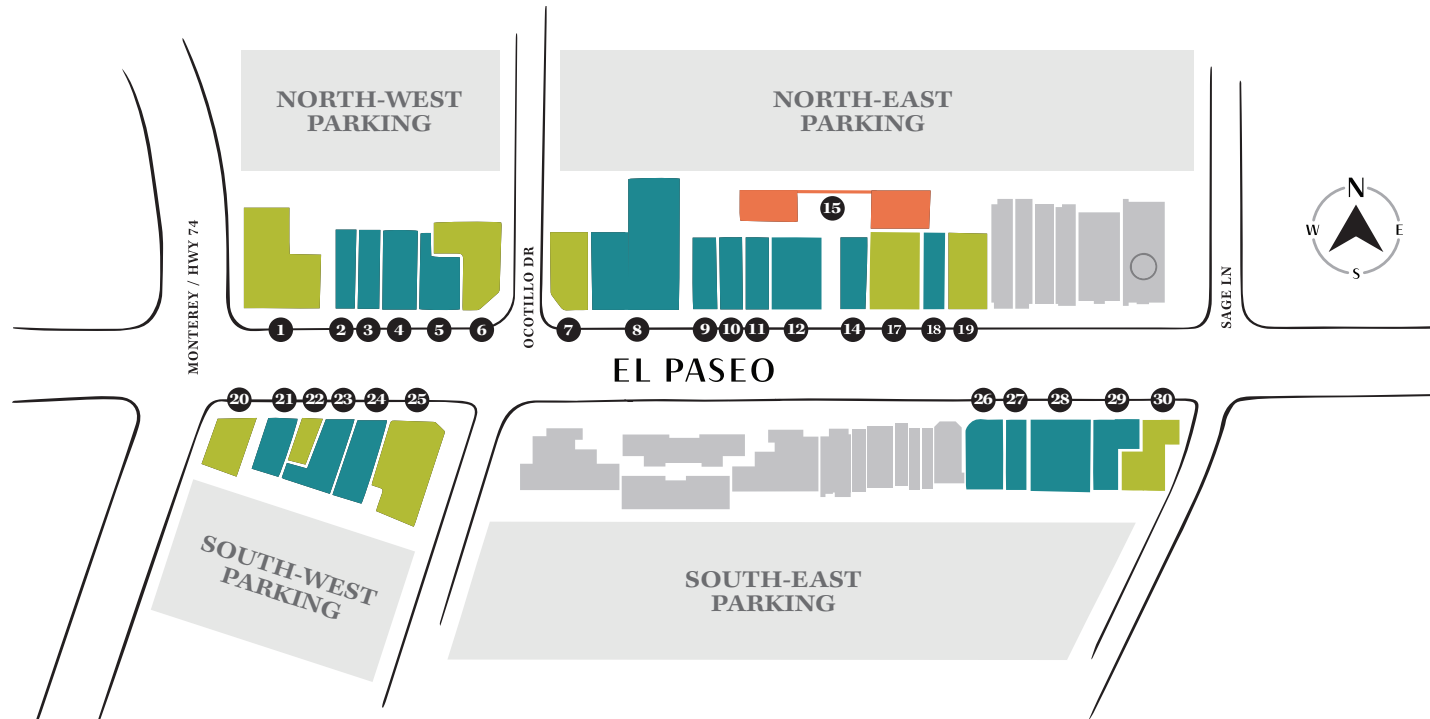 NORTH-WEST
PARKING
NORTH-EAST
PARKING
MONTEREY / HWY 74
OCOTILLO DR
SAGE LN
N
W
E
S
15
1
2
3
4
5
6
7
8
9
10
11
12
14
17
18
19
EL PASEO
20
21
22
23
24
25
26
27
28
29
30
SOUTH-WEST
PARKING
SOUTH-EAST
PARKING